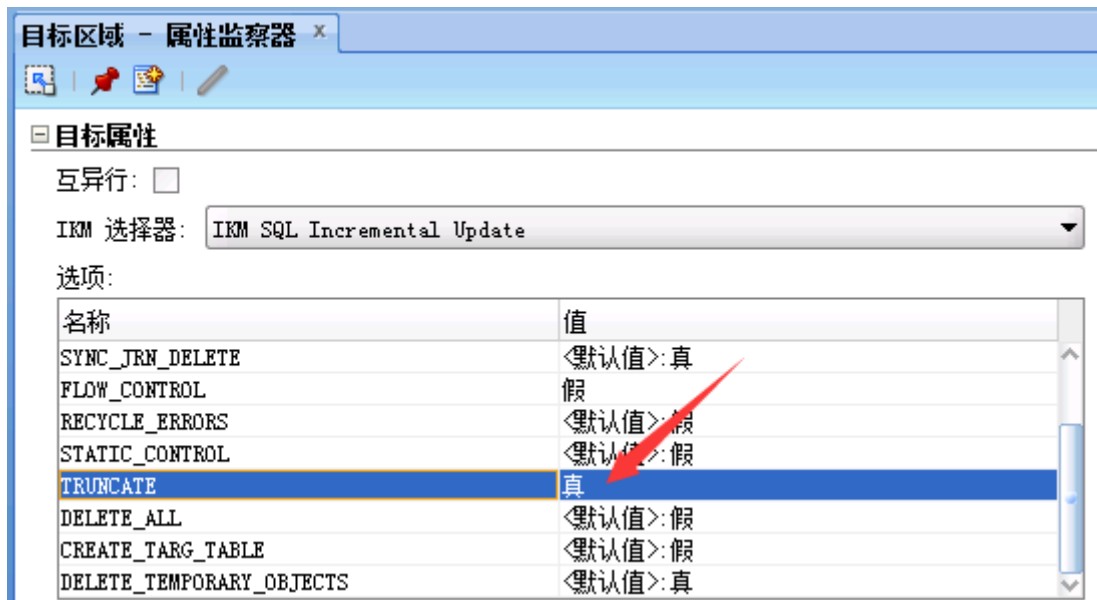 目标区域 - 属性监察器 x
目标属性
互异行:
IKM 选择器: IKM SQL Incremental Update
选项:
名称 值
SYNC_JRN_DELETE <默认值>:真
FLOW_CONTROL 假
RECYCLE_ERRORS <默认值>:假
STATIC_CONTROL <默认值>:假
TRUNCATE 真
DELETE_ALL <默认值>:假
CREATE_TARG_TABLE <默认值>:假
DELETE_TEMPORARY_OBJECTS <默认值>:真